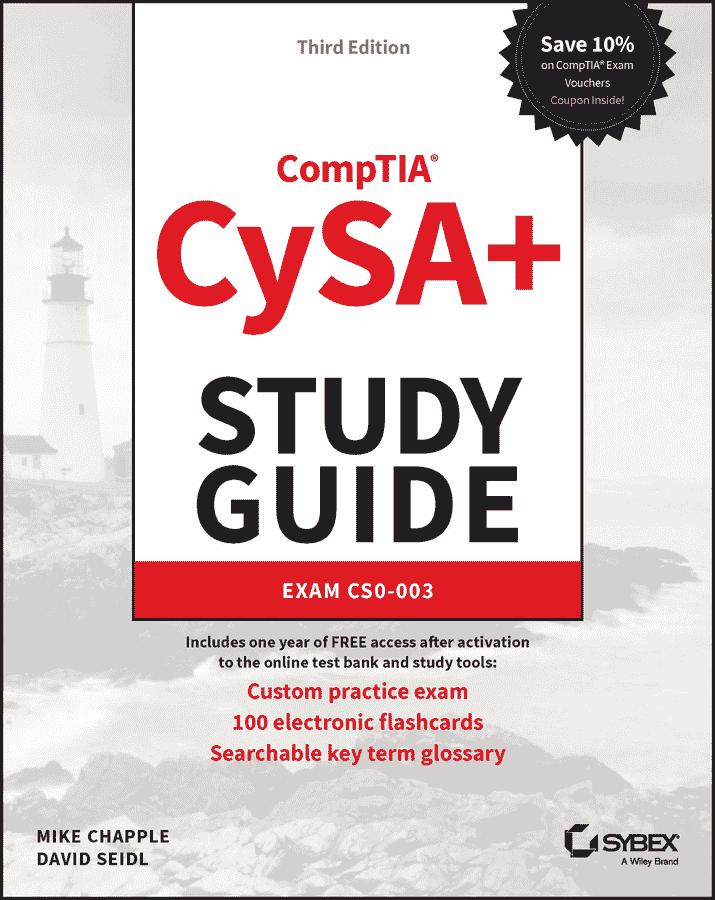 Third Edition
Save 10%
on CompTIA® Exam
Vouchers
Coupon Inside!
CompTIA®
CySA+
STUDY
GUIDE
EXAM CS0-003
Includes one year of FREE access after activation
to the online test bank and study tools:
Custom practice exam
100 electronic flashcards
Searchable key term glossary
MIKE CHAPPLE
DAVID SEIDL
SYBEX®
A Wiley Brand